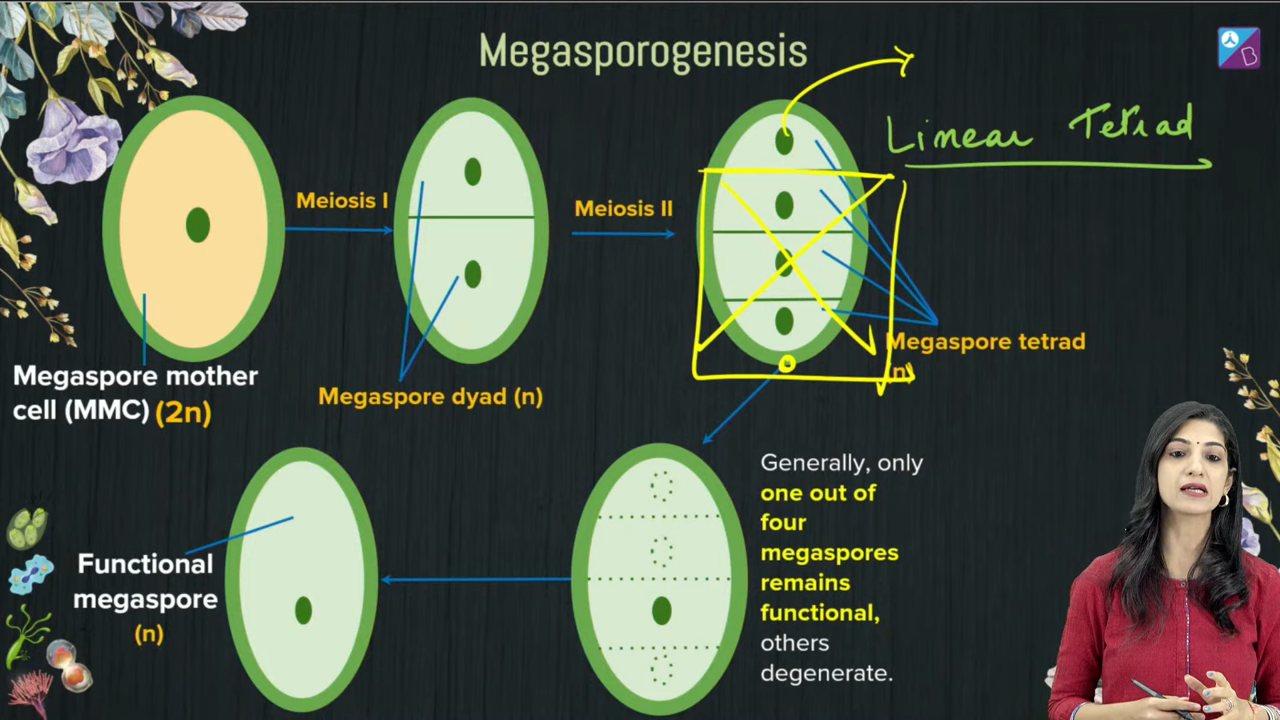 Megasporogenesis
B
Linear Tetrad
Meiosis I
Meiosis II
Megaspore tetrad
(n)
Megaspore mother
cell (MMC) (2n)
Megaspore dyad (n)
Generally, only
one out of
four
megaspores
remains
functional,
others
degenerate.
Functional
megaspore
(n)